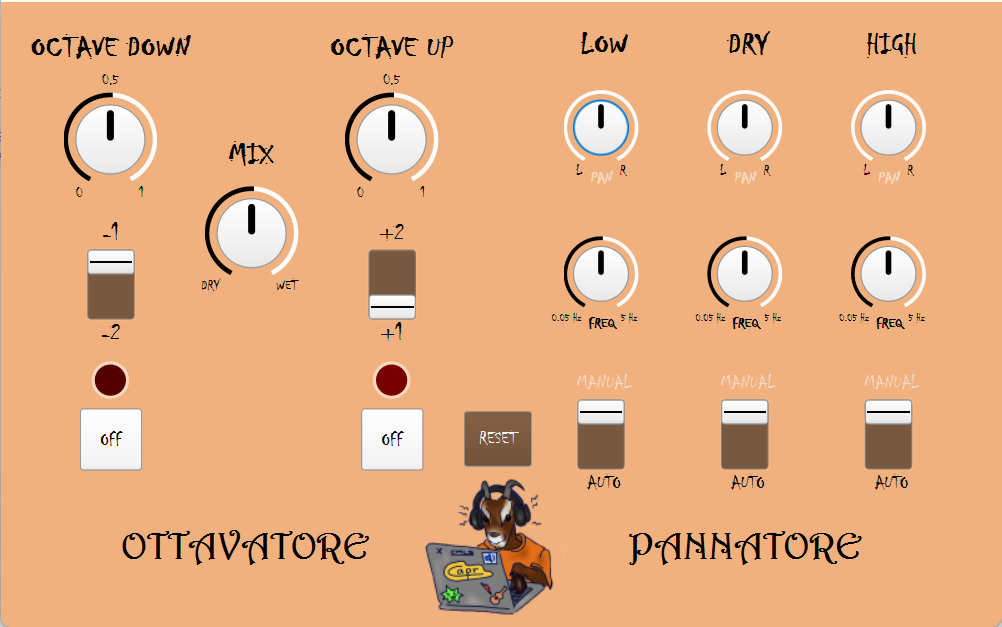 OCTAVE DOWN
OCTAVE UP
LOW
DRY
HIGH
0.5
0.5
MIX
L R
PAN
L R
PAN
L R
PAN
0 1
0 1
-1
+2
DRY WET
0.05 Hz FREQ 5 Hz
0.05 Hz FREQ 5 Hz
0.05 Hz FREQ 5 Hz
-2
+1
MANUAL
MANUAL
MANUAL
Off
Off
RESET
AUTO
AUTO
AUTO
OTTAVATORE
PANNATORE
Capr